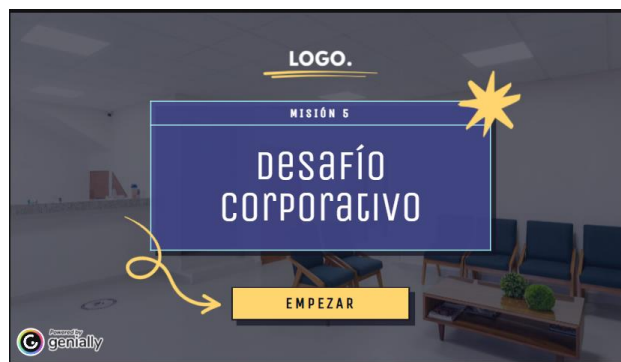 LOGO.
MISIÓN 5
Desafío
corporativo
EMPEZAR
Powered by
genially